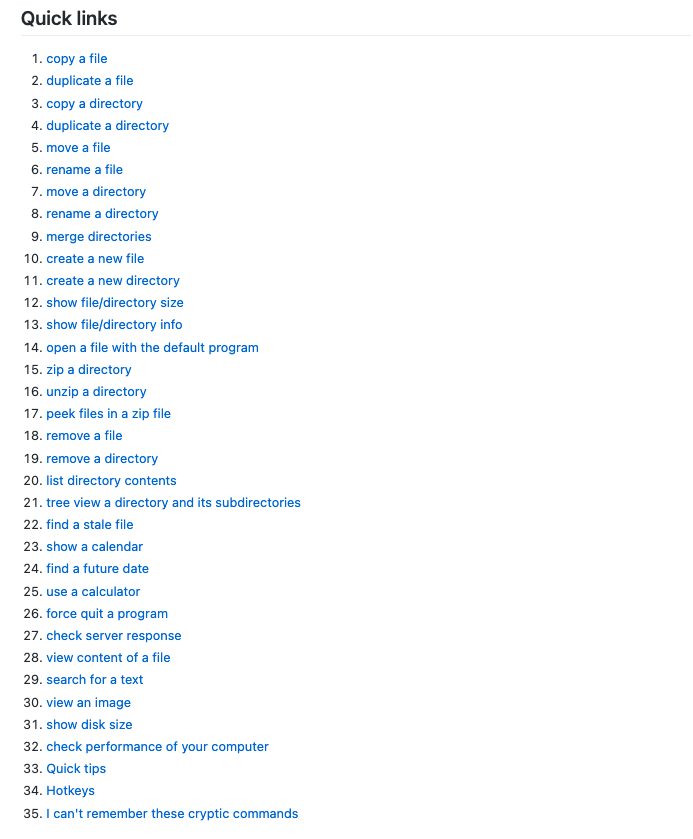 Quick links
1. copy a file
2. duplicate a file
3. copy a directory
4. duplicate a directory
5. move a file
6. rename a file
7. move a directory
8. rename a directory
9. merge directories
10. create a new file
11. create a new directory
12. show file/directory size
13. show file/directory info
14. open a file with the default program
15. zip a directory
16. unzip a directory
17. peek files in a zip file
18. remove a file
19. remove a directory
20. list directory contents
21. tree view a directory and its subdirectories
22. find a stale file
23. show a calendar
24. find a future date
25. use a calculator
26. force quit a program
27. check server response
28. view content of a file
29. search for a text
30. view an image
31. show disk size
32. check performance of your computer
33. Quick tips
34. Hotkeys
35. I can't remember these cryptic commands